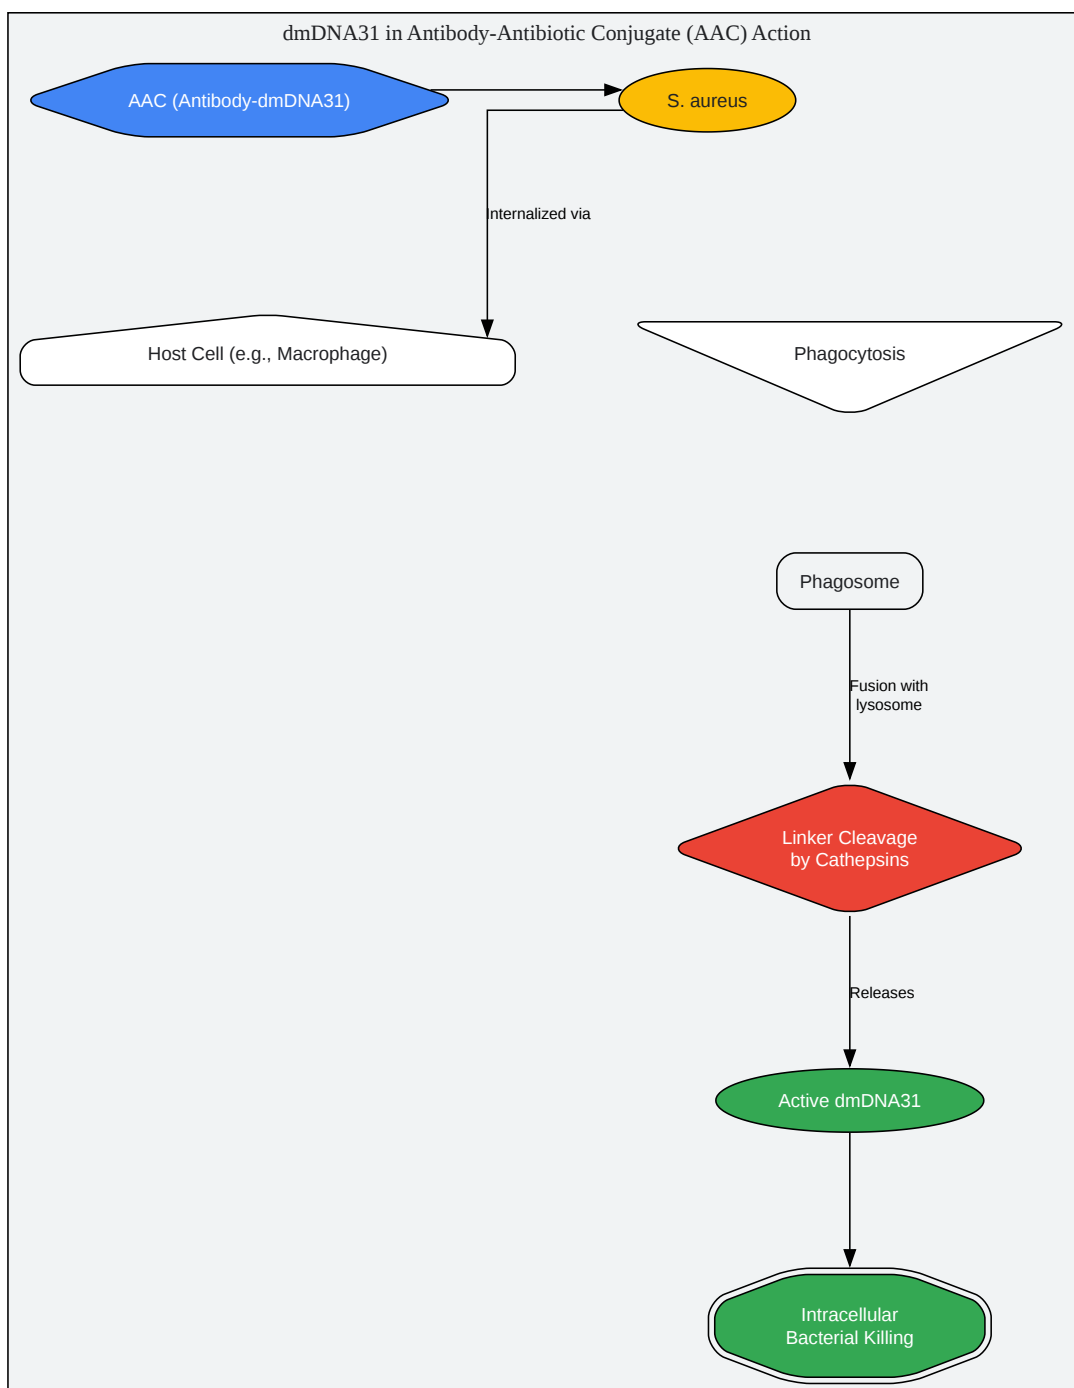 dmDNA31 in Antibody-Antibiotic Conjugate (AAC) Action
AAC (Antibody-dmDNA31)
S. aureus
Internalized via
Host Cell (e.g., Macrophage)
Phagocytosis
Phagosome
Fusion with
lysosome
Linker Cleavage
by Cathepsins
Releases
Active dmDNA31
Intracellular
Bacterial Killing